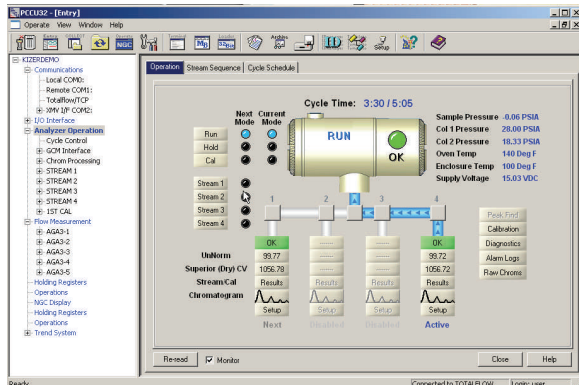 PCCU32 - [Entry]
Operate View Window Help
NGC
KIZERDEMO
Communications
Local COM0:
Remote COM1:
Totalflow/TCP
XMV I/F COM2:
I/O Interface
Analyzer Operation
Cycle Control
GCM Interface
Chrom Processing
STREAM 1
STREAM 2
STREAM 3
STREAM 4
1ST CAL
Flow Measurement
AGA3-1
AGA3-2
AGA3-3
AGA3-4
AGA3-5
Holding Registers
Operations
NGC Display
Holding Registers
Operations
Trend System
Operation Stream Sequence Cycle Schedule
Cycle Time: 3:30 / 5:05
Next Mode Current Mode
Run
Hold
Cal
RUN
OK
Sample Pressure -0.06 PSIA
Col 1 Pressure 28.00 PSIA
Col 2 Pressure 18.33 PSIA
Oven Temp 140 Deg F
Enclosure Temp 100 Deg F
Supply Voltage 15.03 VDC
Stream 1
Stream 2
Stream 3
Stream 4
1 2 3 4
OK ------ ------ OK
UnNorm 99.77 ------ ------ 99.72
Superior (Dry) CV 1056.78 ------ ------ 1056.72
Stream/Cal Results Results Results Results
Chromatogram
Setup Setup Setup Setup
Next Disabled Disabled Active
Peak Find
Calibration
Diagnostics
Alarm Logs
Raw Chroms
Re-read Monitor Close Help
Ready Connected to TOTALFLOW Login: user